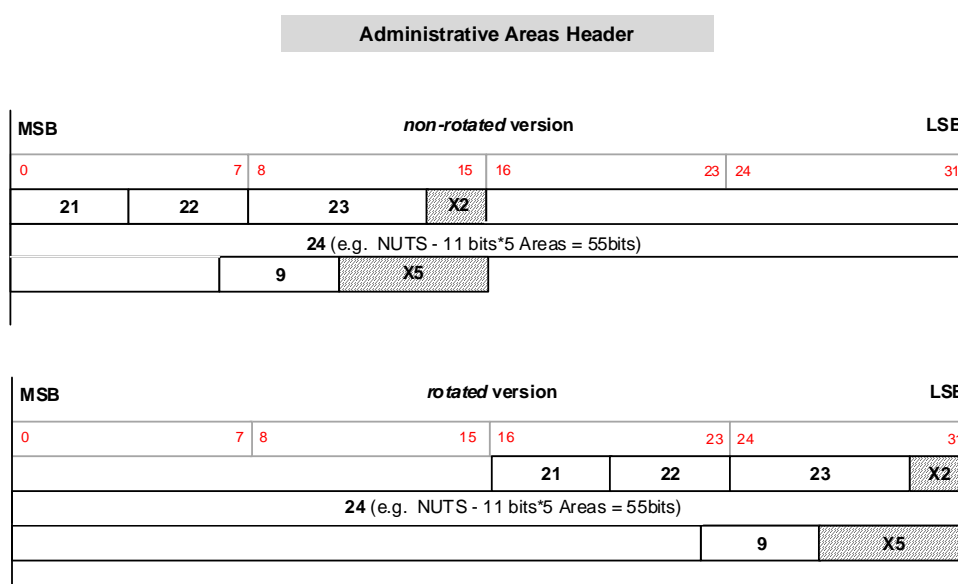 Administrative Areas Header
MSB non-rotated version LSB
0 7 8 15 16 23 24 31
21 22 23 X2
24 (e.g. NUTS - 11 bits*5 Areas = 55bits)
9 X5
MSB rotated version LSB
0 7 8 15 16 23 24 31
21 22 23 X2
24 (e.g. NUTS - 11 bits*5 Areas = 55bits)
9 X5